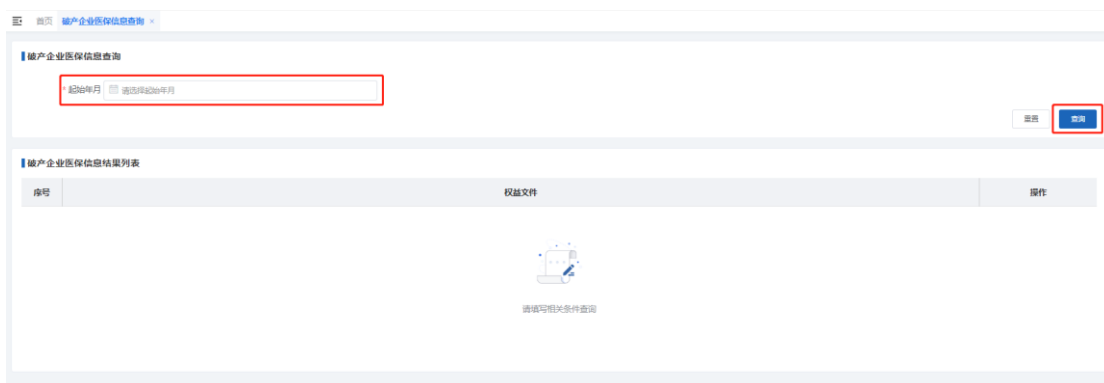 首页 破产企业医保信息查询 ×
破产企业医保信息查询
* 起始年月 请选择起始年月
重置 查询
破产企业医保信息结果列表
序号 权益文件 操作
请填写相关条件查询